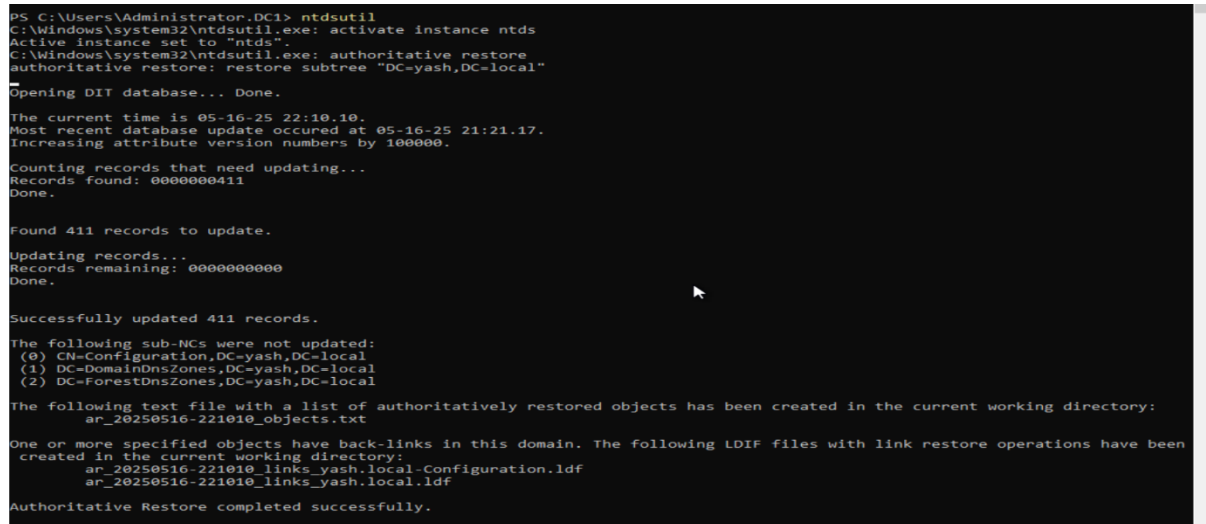 PS C:\Users\Administrator.DC1> ntdsutil
C:\Windows\system32\ntdsutil.exe: activate instance ntds
Active instance set to "ntds".
C:\Windows\system32\ntdsutil.exe: authoritative restore
authoritative restore: restore subtree "DC=yash,DC=local"
Opening DIT database... Done.
The current time is 05-16-25 22:10.10.
Most recent database update occured at 05-16-25 21:21.17.
Increasing attribute version numbers by 100000.
Counting records that need updating...
Records found: 0000000411
Done.
Found 411 records to update.
Updating records...
Records remaining: 0000000000
Done.
Successfully updated 411 records.
The following sub-NCs were not updated:
(0) CN=Configuration,DC=yash,DC=local
(1) DC=DomainDnsZones,DC=yash,DC=local
(2) DC=ForestDnsZones,DC=yash,DC=local
The following text file with a list of authoritatively restored objects has been created in the current working directory:
ar_20250516-221010_objects.txt
One or more specified objects have back-links in this domain. The following LDIF files with link restore operations have been
created in the current working directory:
ar_20250516-221010_links_yash.local-Configuration.ldf
ar_20250516-221010_links_yash.local.ldf
Authoritative Restore completed successfully.